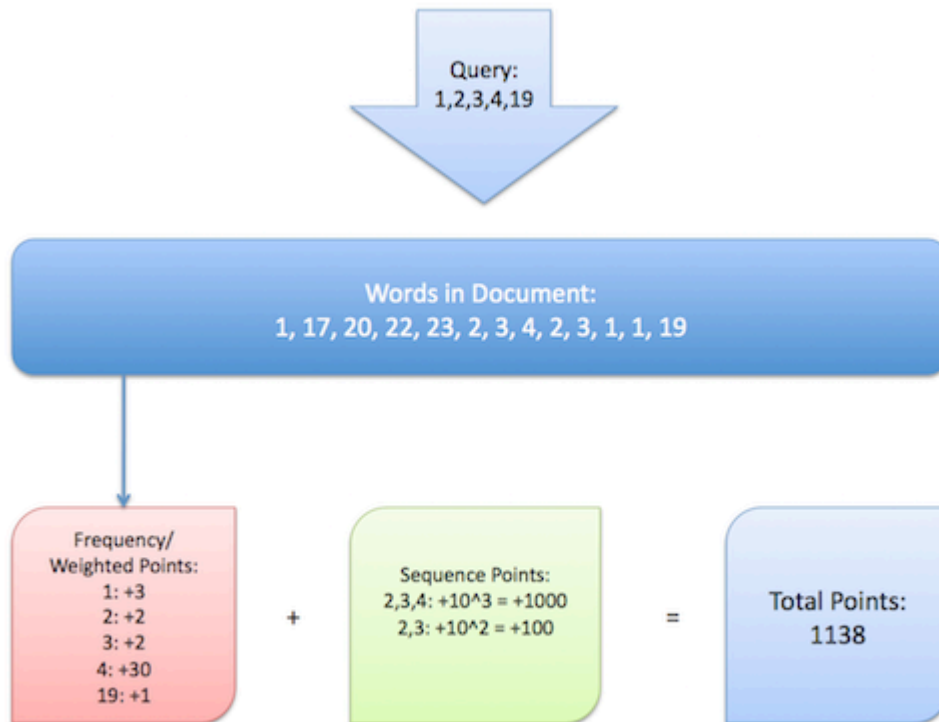 Query:
1,2,3,4,19
Words in Document:
1, 17, 20, 22, 23, 2, 3, 4, 2, 3, 1, 1, 19
Frequency/
Weighted Points:
1: +3
2: +2
3: +2
4: +30
19: +1
+
Sequence Points:
2,3,4: +10^3 = +1000
2,3: +10^2 = +100
=
Total Points:
1138